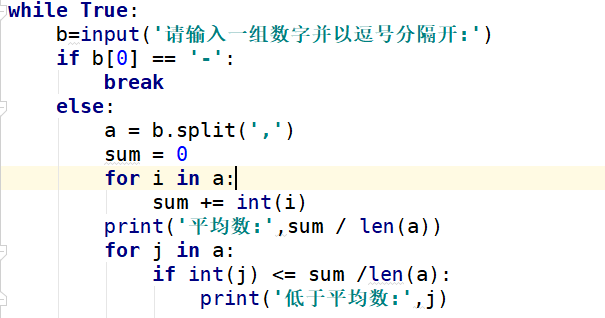 while True:
    b=input('请输入一组数字并以逗号分隔开:')
    if b[0] == '-':
        break
    else:
        a = b.split(',')
        sum = 0
        for i in a:
            sum += int(i)
        print('平均数:',sum / len(a))
        for j in a:
            if int(j) <= sum /len(a):
                print('低于平均数:',j)